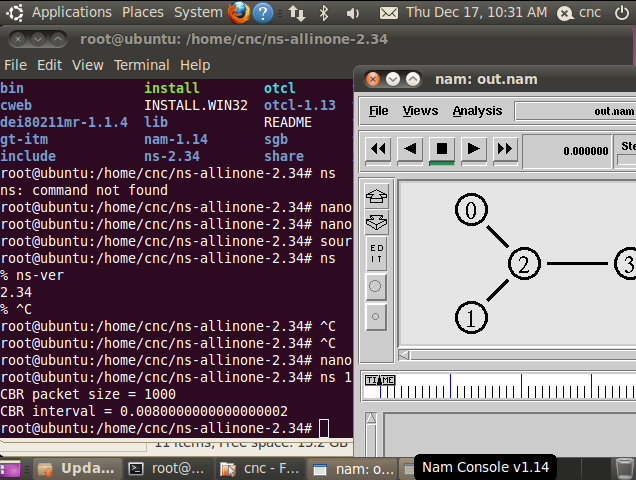 Applications Places System Thu Dec 17, 10:31 AM cnc
root@ubuntu: /home/cnc/ns-allinone-2.34
File Edit View Terminal Help
bin install otcl
cweb INSTALL.WIN32 otcl-1.13
dei80211mr-1.1.4 lib README
gt-itm nam-1.14 sgb
include ns-2.34 share
root@ubuntu:/home/cnc/ns-allinone-2.34# ns
ns: command not found
root@ubuntu:/home/cnc/ns-allinone-2.34# nano
root@ubuntu:/home/cnc/ns-allinone-2.34# nano
root@ubuntu:/home/cnc/ns-allinone-2.34# sour
root@ubuntu:/home/cnc/ns-allinone-2.34# ns
% ns-ver
2.34
% ^C
root@ubuntu:/home/cnc/ns-allinone-2.34# ^C
root@ubuntu:/home/cnc/ns-allinone-2.34# ^C
root@ubuntu:/home/cnc/ns-allinone-2.34# nano
root@ubuntu:/home/cnc/ns-allinone-2.34# ns 1
CBR packet size = 1000
CBR interval = 0.0080000000000000002
root@ubuntu:/home/cnc/ns-allinone-2.34#
nam: out.nam
File Views Analysis out.nam
0.000000 Ste
EDIT
0
2
3
1
TIME
Upda...
root@...
cnc - F...
nam: o...
Nam Console v1.14